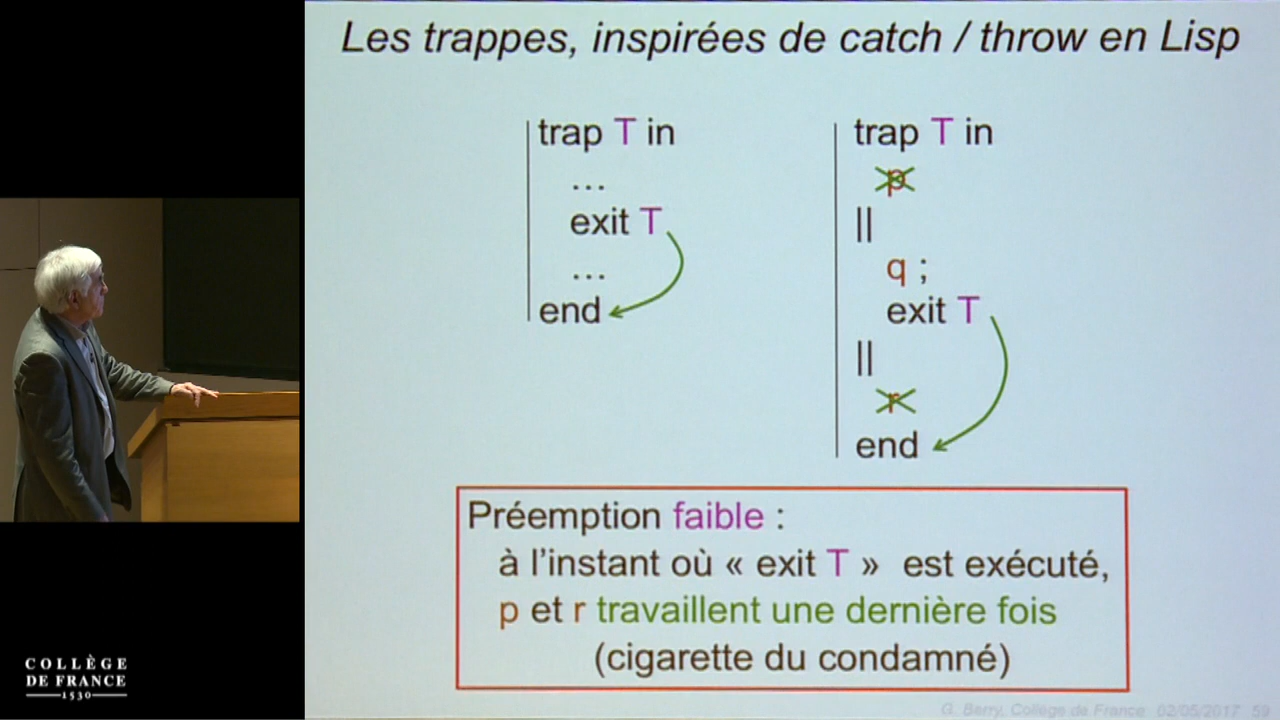 Les trappes, inspirées de catch / throw en Lisp
trap T in
...
exit T
...
end
trap T in
p
||
q ;
exit T
||
r
end
Préemption faible :
à l'instant où « exit T » est exécuté,
p et r travaillent une dernière fois
(cigarette du condamné)
COLLÈGE
DE FRANCE
1530
G. Berry, Collège de France 02/05/2017 59